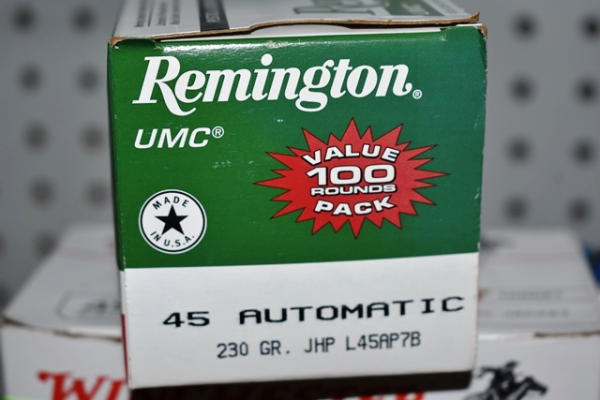 Remington®
UMC®
VALUE
100
ROUNDS
PACK
MADE
IN U.S.A.
45 AUTOMATIC
230 GR. JHP L45AP7B